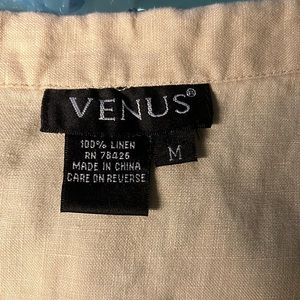 VENUS®
100% LINEN
RN 78426
MADE IN CHINA
CARE ON REVERSE
M